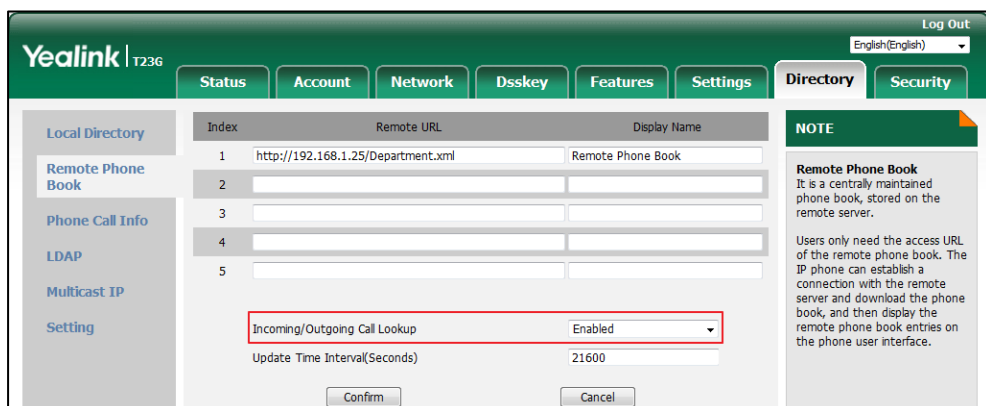 Log Out
English(English)
Yealink | T23G
Status Account Network Dsskey Features Settings Directory Security
Local Directory
Remote Phone
Book
Phone Call Info
LDAP
Multicast IP
Setting
Index Remote URL Display Name
1 http://192.168.1.25/Department.xml Remote Phone Book
2
3
4
5
Incoming/Outgoing Call Lookup Enabled
Update Time Interval(Seconds) 21600
Confirm Cancel
NOTE
Remote Phone Book
It is a centrally maintained
phone book, stored on the
remote server.
Users only need the access URL
of the remote phone book. The
IP phone can establish a
connection with the remote
server and download the phone
book, and then display the
remote phone book entries on
the phone user interface.